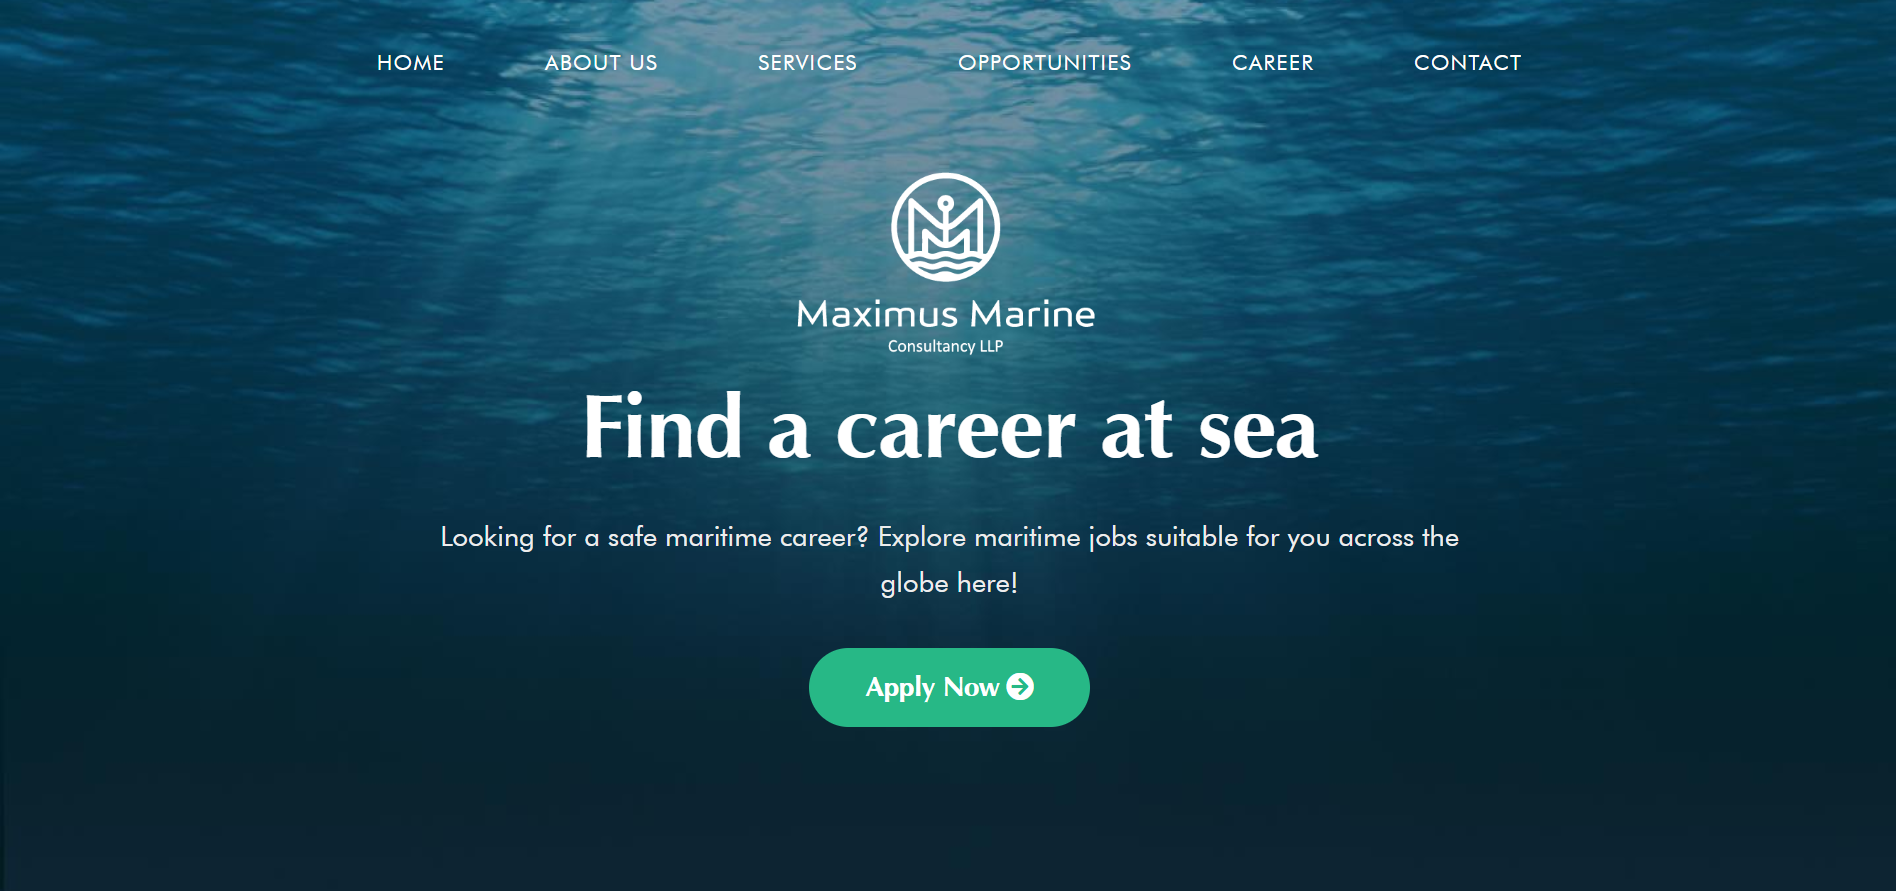 HOME ABOUT US SERVICES OPPORTUNITIES CAREER CONTACT
Maximus Marine
Consultancy LLP
Find a career at sea
Looking for a safe maritime career? Explore maritime jobs suitable for you across the
globe here!
Apply Now